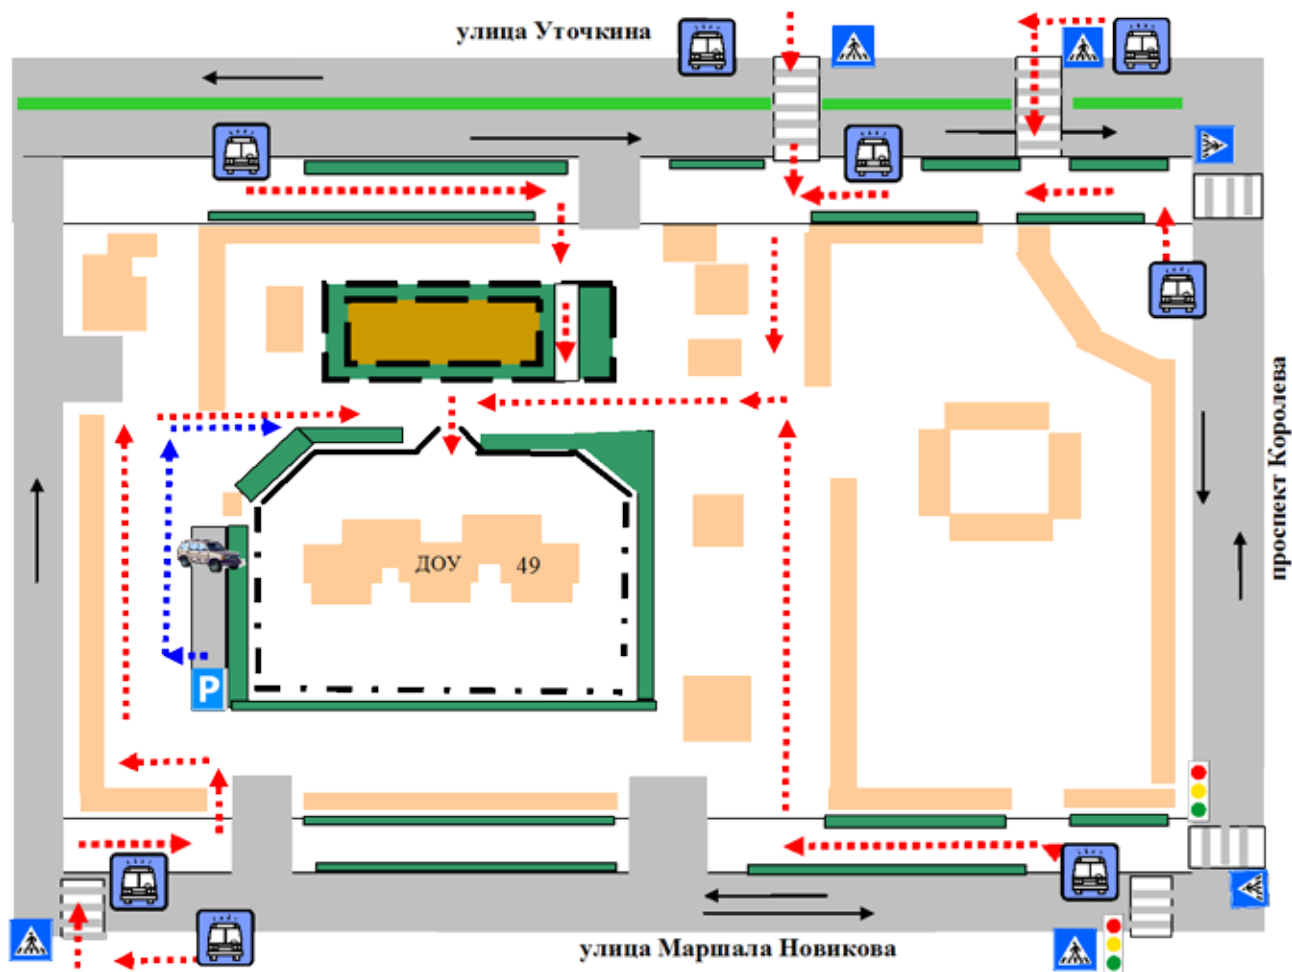 улица Уточкина
проспект Королева
ДОУ 49
P
улица Маршала Новикова